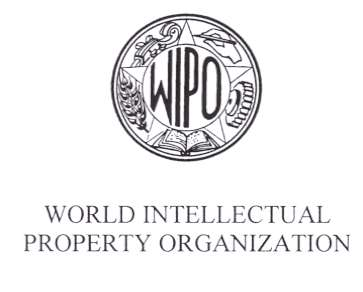 WIPO
WORLD INTELLECTUAL
PROPERTY ORGANIZATION